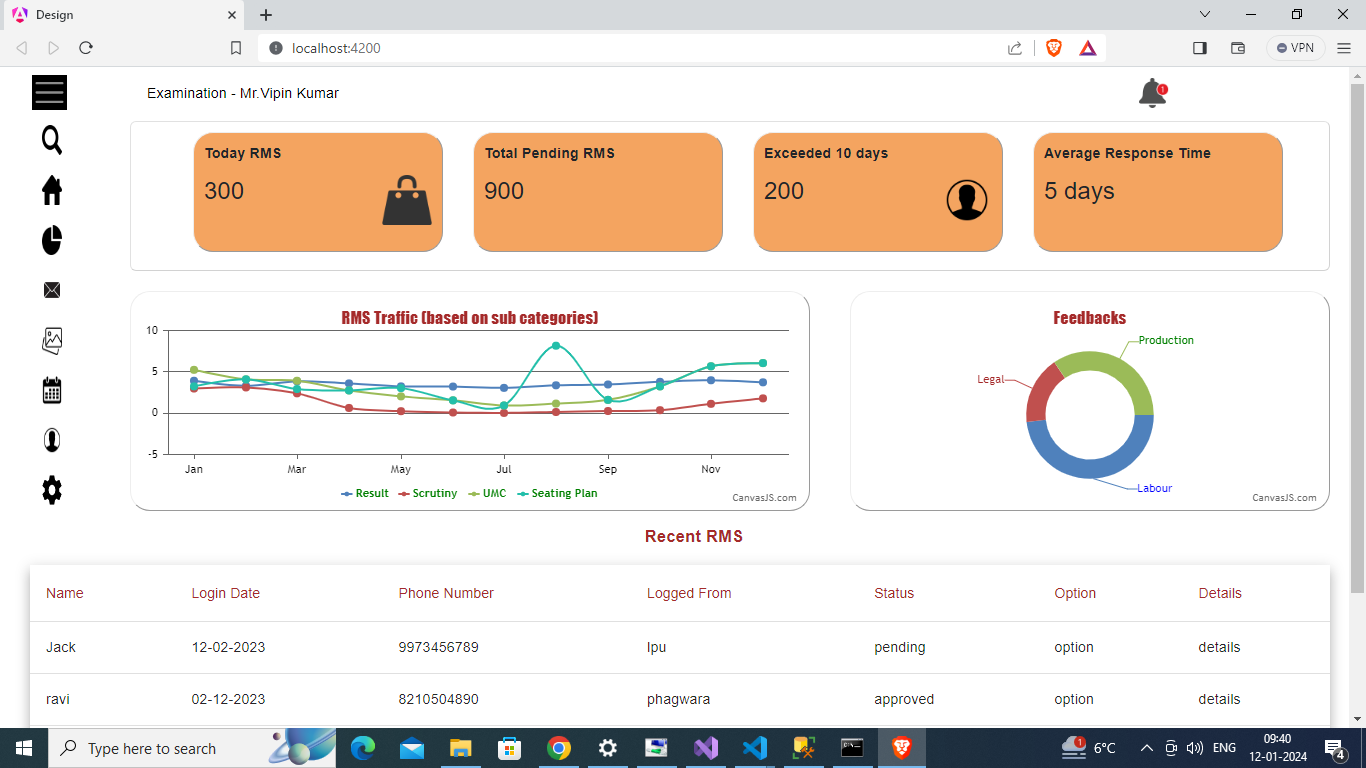 Design
localhost:4200
VPN
Examination - Mr.Vipin Kumar
1
Today RMS
300
Total Pending RMS
900
Exceeded 10 days
200
Average Response Time
5 days
RMS Traffic (based on sub categories)
10
5
0
-5
Jan Mar May Jul Sep Nov
Result Scrutiny UMC Seating Plan
CanvasJS.com
Feedbacks
Production
Legal
Labour
CanvasJS.com
Recent RMS
Name Login Date Phone Number Logged From Status Option Details
Jack 12-02-2023 9973456789 lpu pending option details
ravi 02-12-2023 8210504890 phagwara approved option details
Type here to search
1
6°C
ENG
09:40
12-01-2024
4